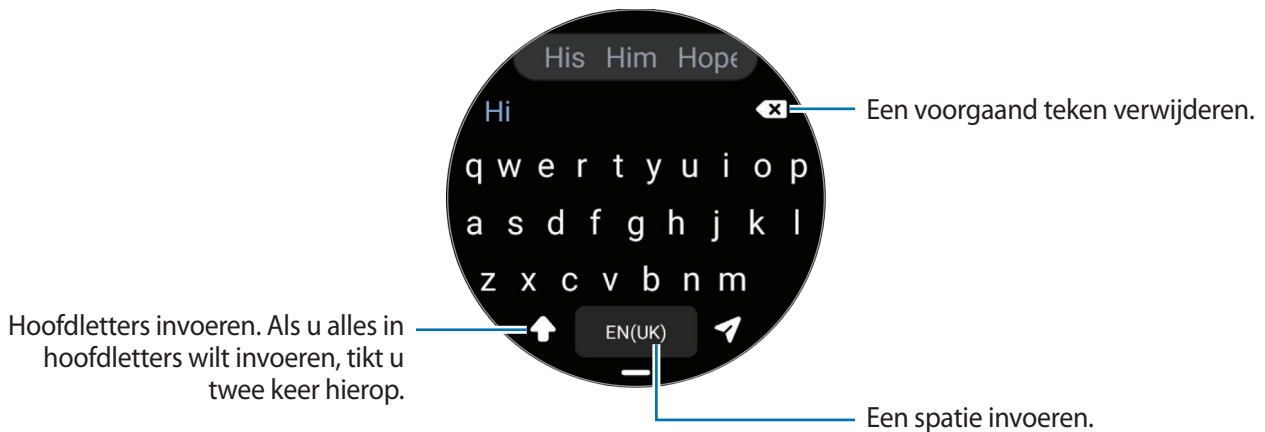 His Him Hope
Hi
Een voorgaand teken verwijderen.
q w e r t y u i o p
a s d f g h j k l
z x c v b n m
Hoofdletters invoeren. Als u alles in
hoofdletters wilt invoeren, tikt u
twee keer hierop.
EN(UK)
Een spatie invoeren.